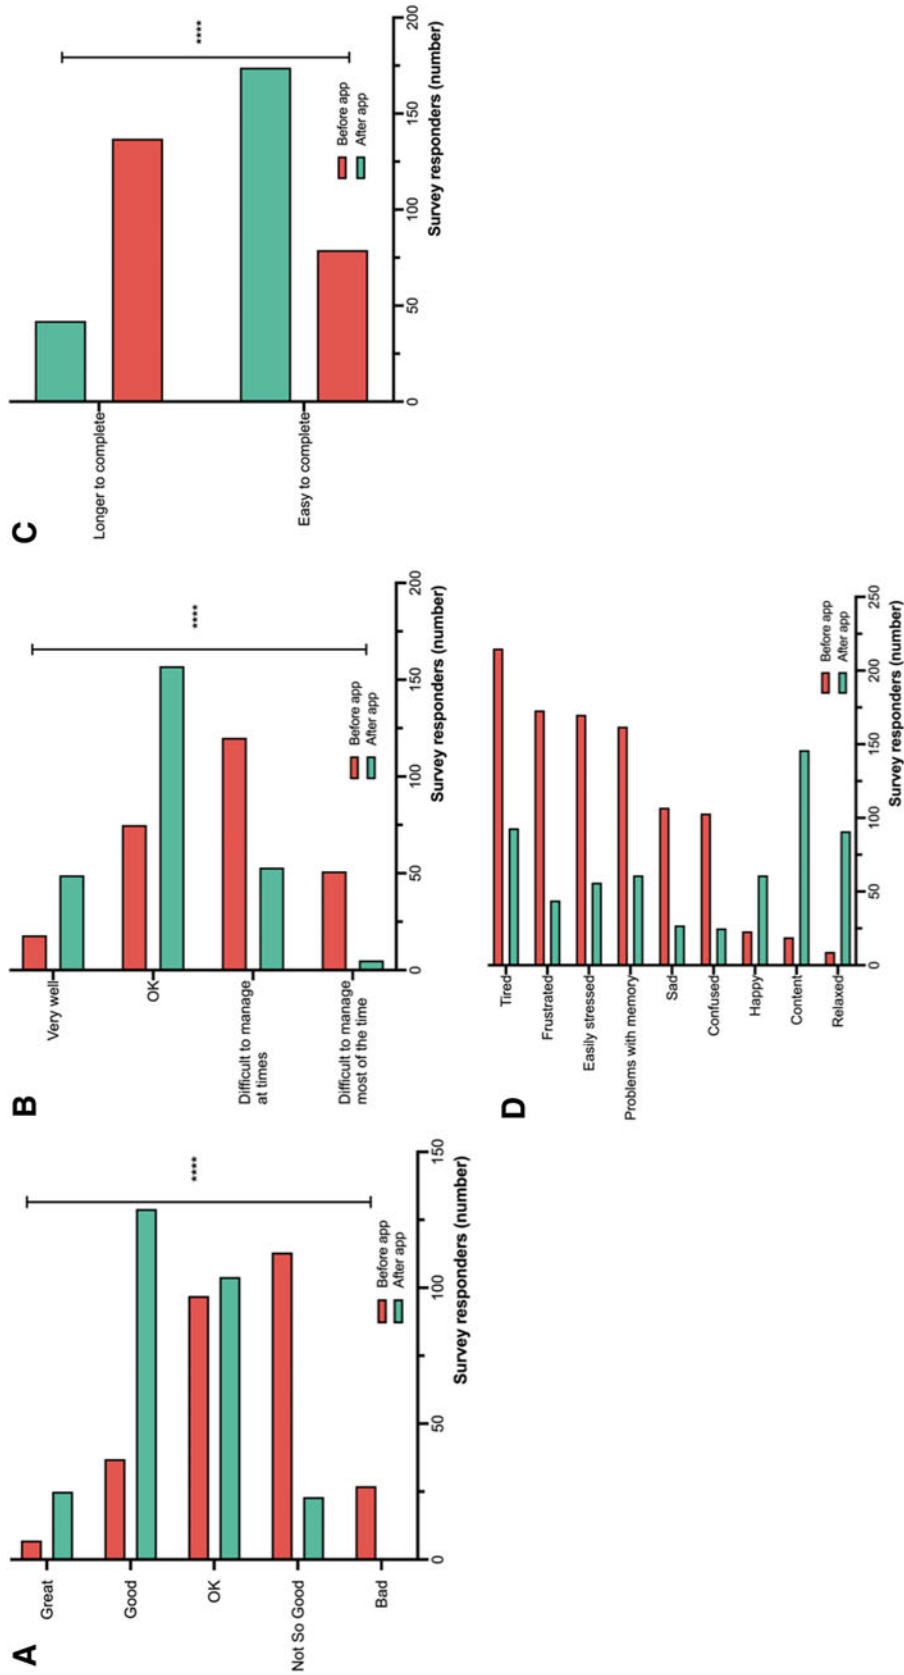 A
Great
Good
OK
Not So Good
Bad
0
50
100
150
Survey responders (number)
Before app
After app
****
B
Very well
OK
Difficult to manage
at times
Difficult to manage
most of the time
0
50
100
150
200
Survey responders (number)
Before app
After app
****
C
Longer to complete
Easy to complete
0
50
100
150
200
Survey responders (number)
Before app
After app
****
D
Tired
Frustrated
Easily stressed
Problems with memory
Sad
Confused
Happy
Content
Relaxed
0
50
100
150
200
250
Survey responders (number)
Before app
After app